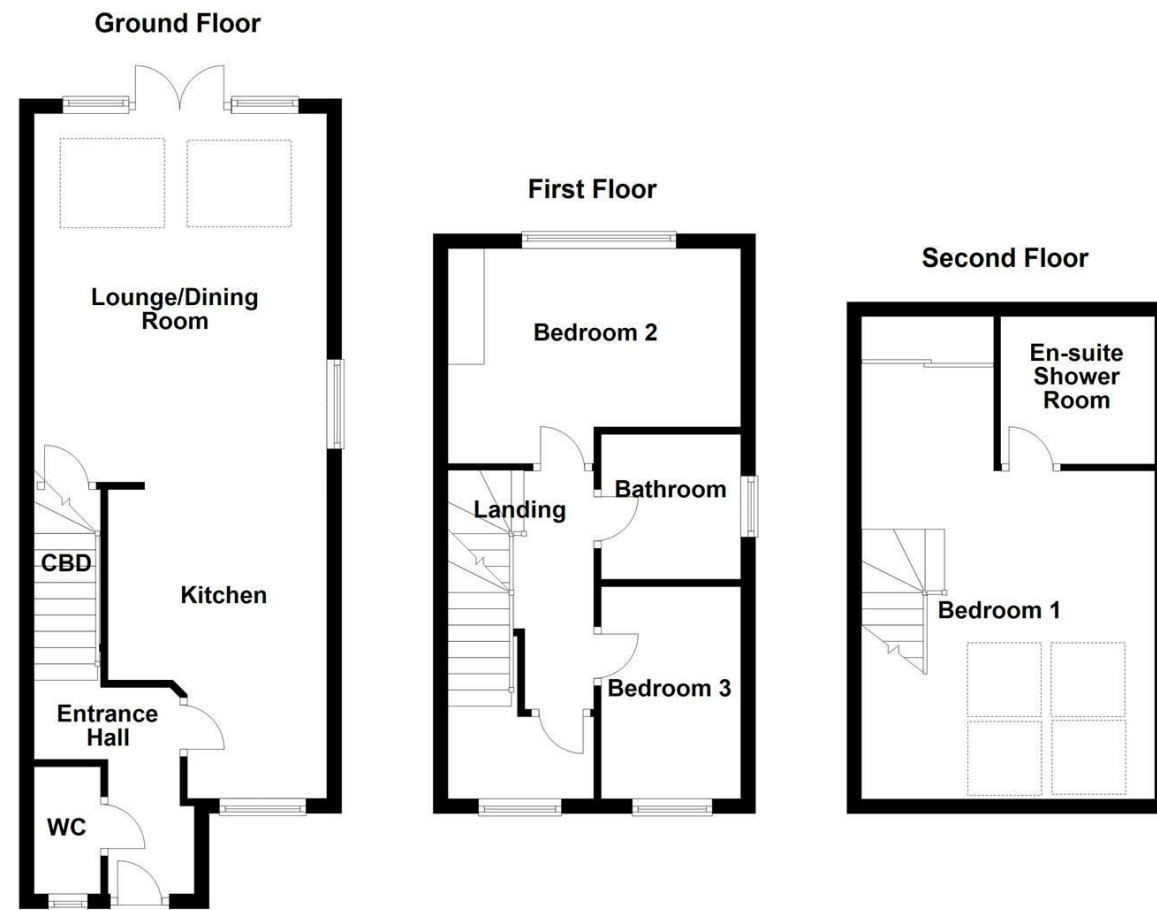 Ground Floor
Lounge/Dining
Room
CBD
Kitchen
Entrance
Hall
WC
First Floor
Bedroom 2
Landing
Bathroom
Bedroom 3
Second Floor
En-suite
Shower
Room
Bedroom 1